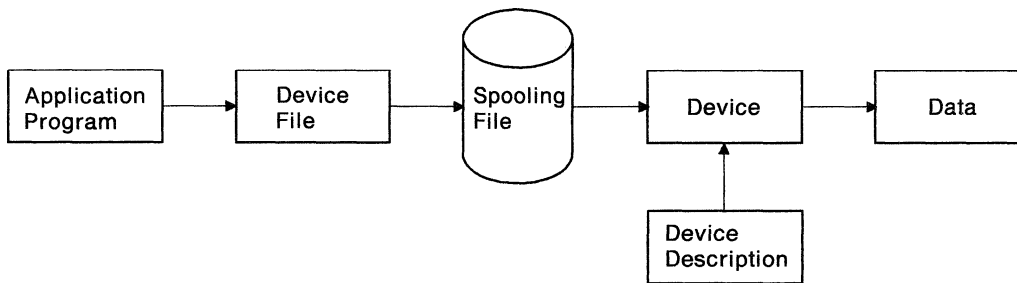 Application
Program
Device
File
Spooling
File
Device
Data
Device
Description